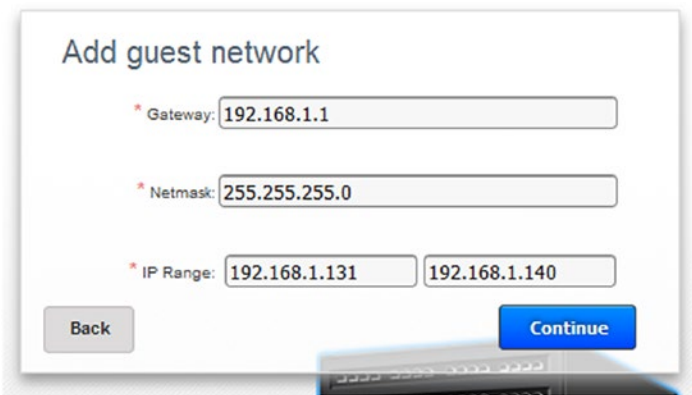 Add guest network
* Gateway: 192.168.1.1
* Netmask: 255.255.255.0
* IP Range: 192.168.1.131 192.168.1.140
Back Continue